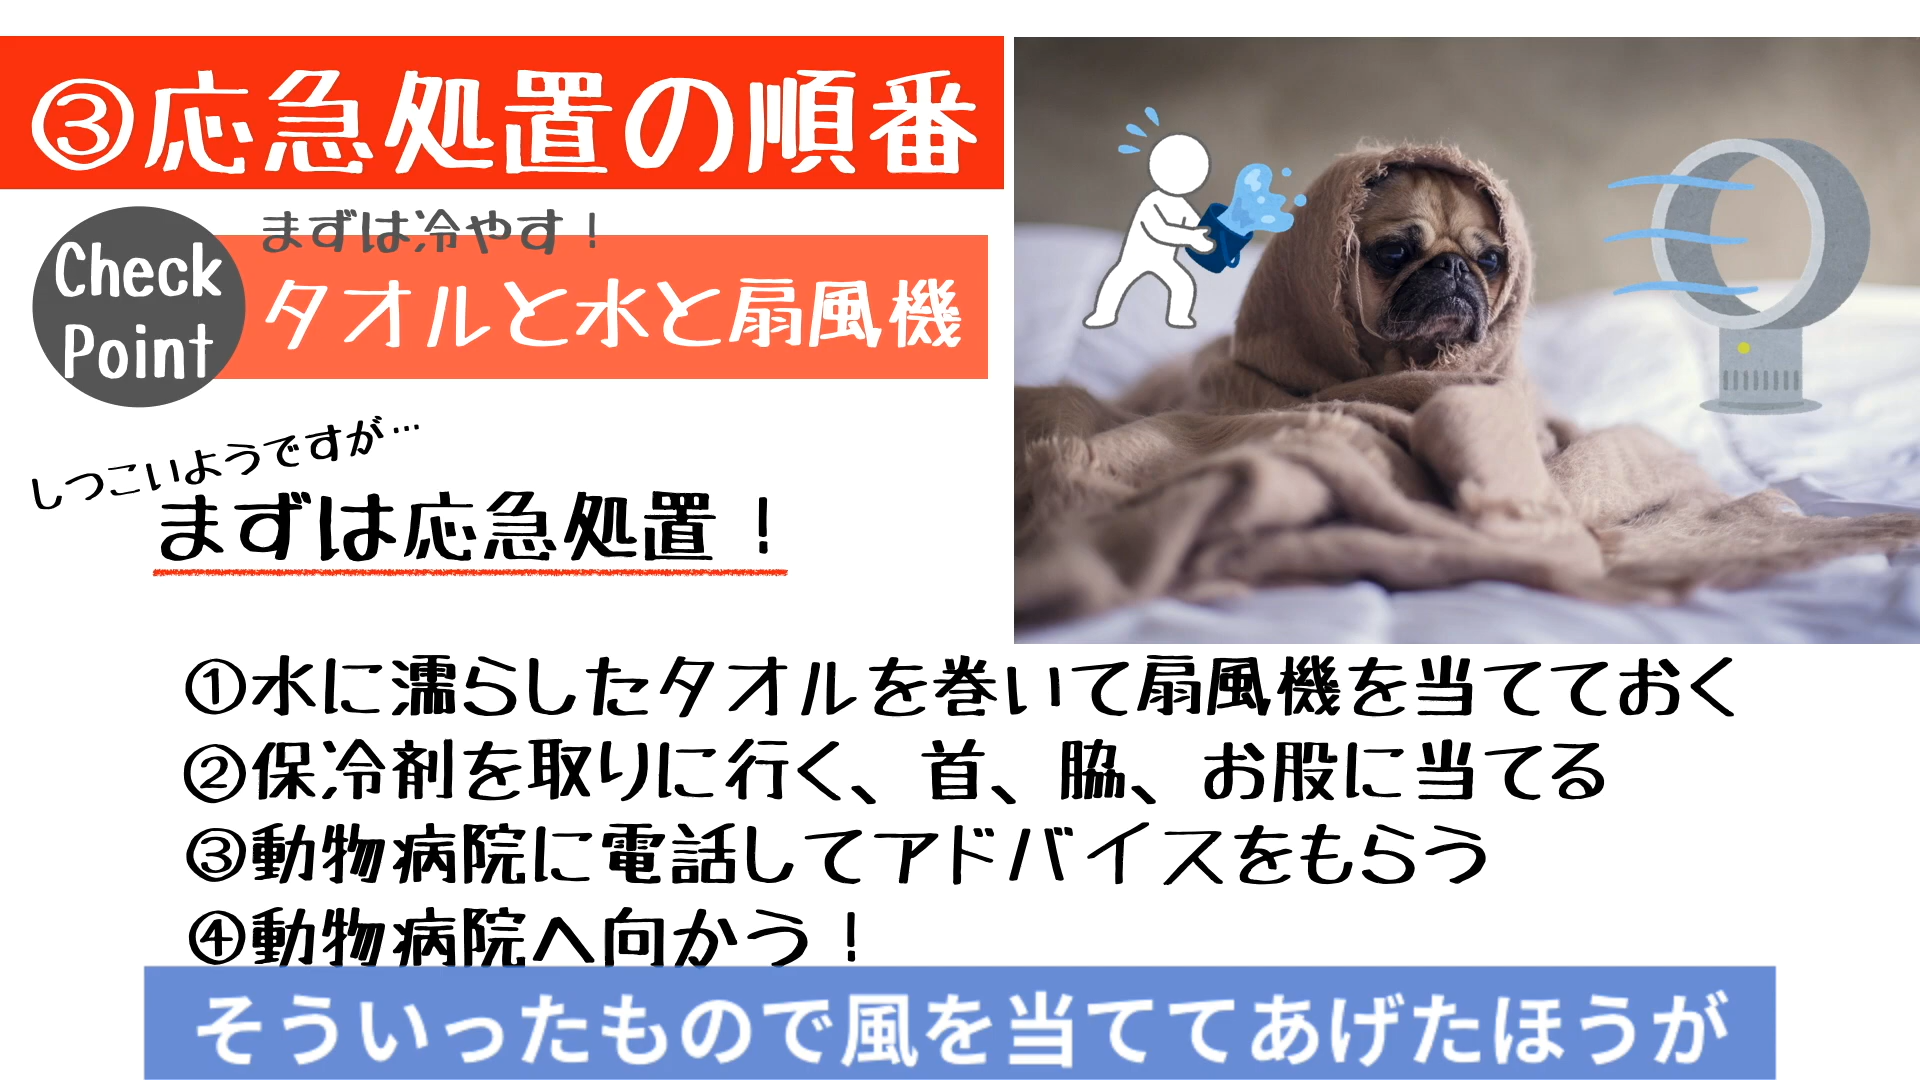 ③応急処置の順番
Check
Point
まずは冷やす！
タオルと水と扇風機
しつこいようですが…
まずは応急処置！
①水に濡らしたタオルを巻いて扇風機を当てておく
②保冷剤を取りに行く、首、脇、お股に当てる
③動物病院に電話してアドバイスをもらう
④動物病院へ向かう！
そういったもので風を当ててあげたほうが